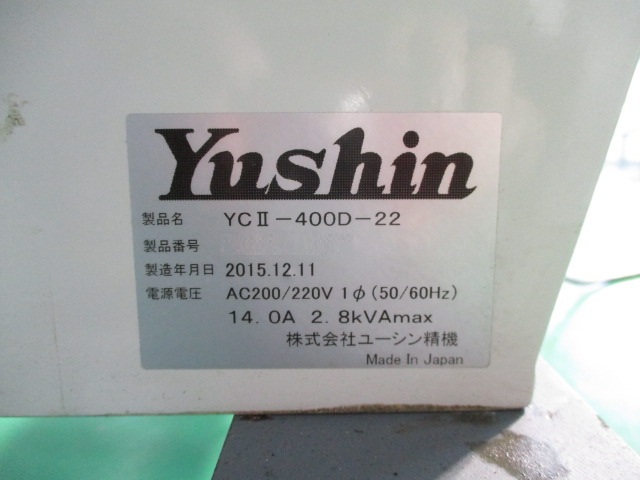 Yushin
製品名 YCⅡ-400D-22
製品番号
製造年月日 2015.12.11
電源電圧 AC200/220V 1φ(50/60Hz)
14.0A 2.8kVAmax
株式会社ユーシン精機
Made In Japan